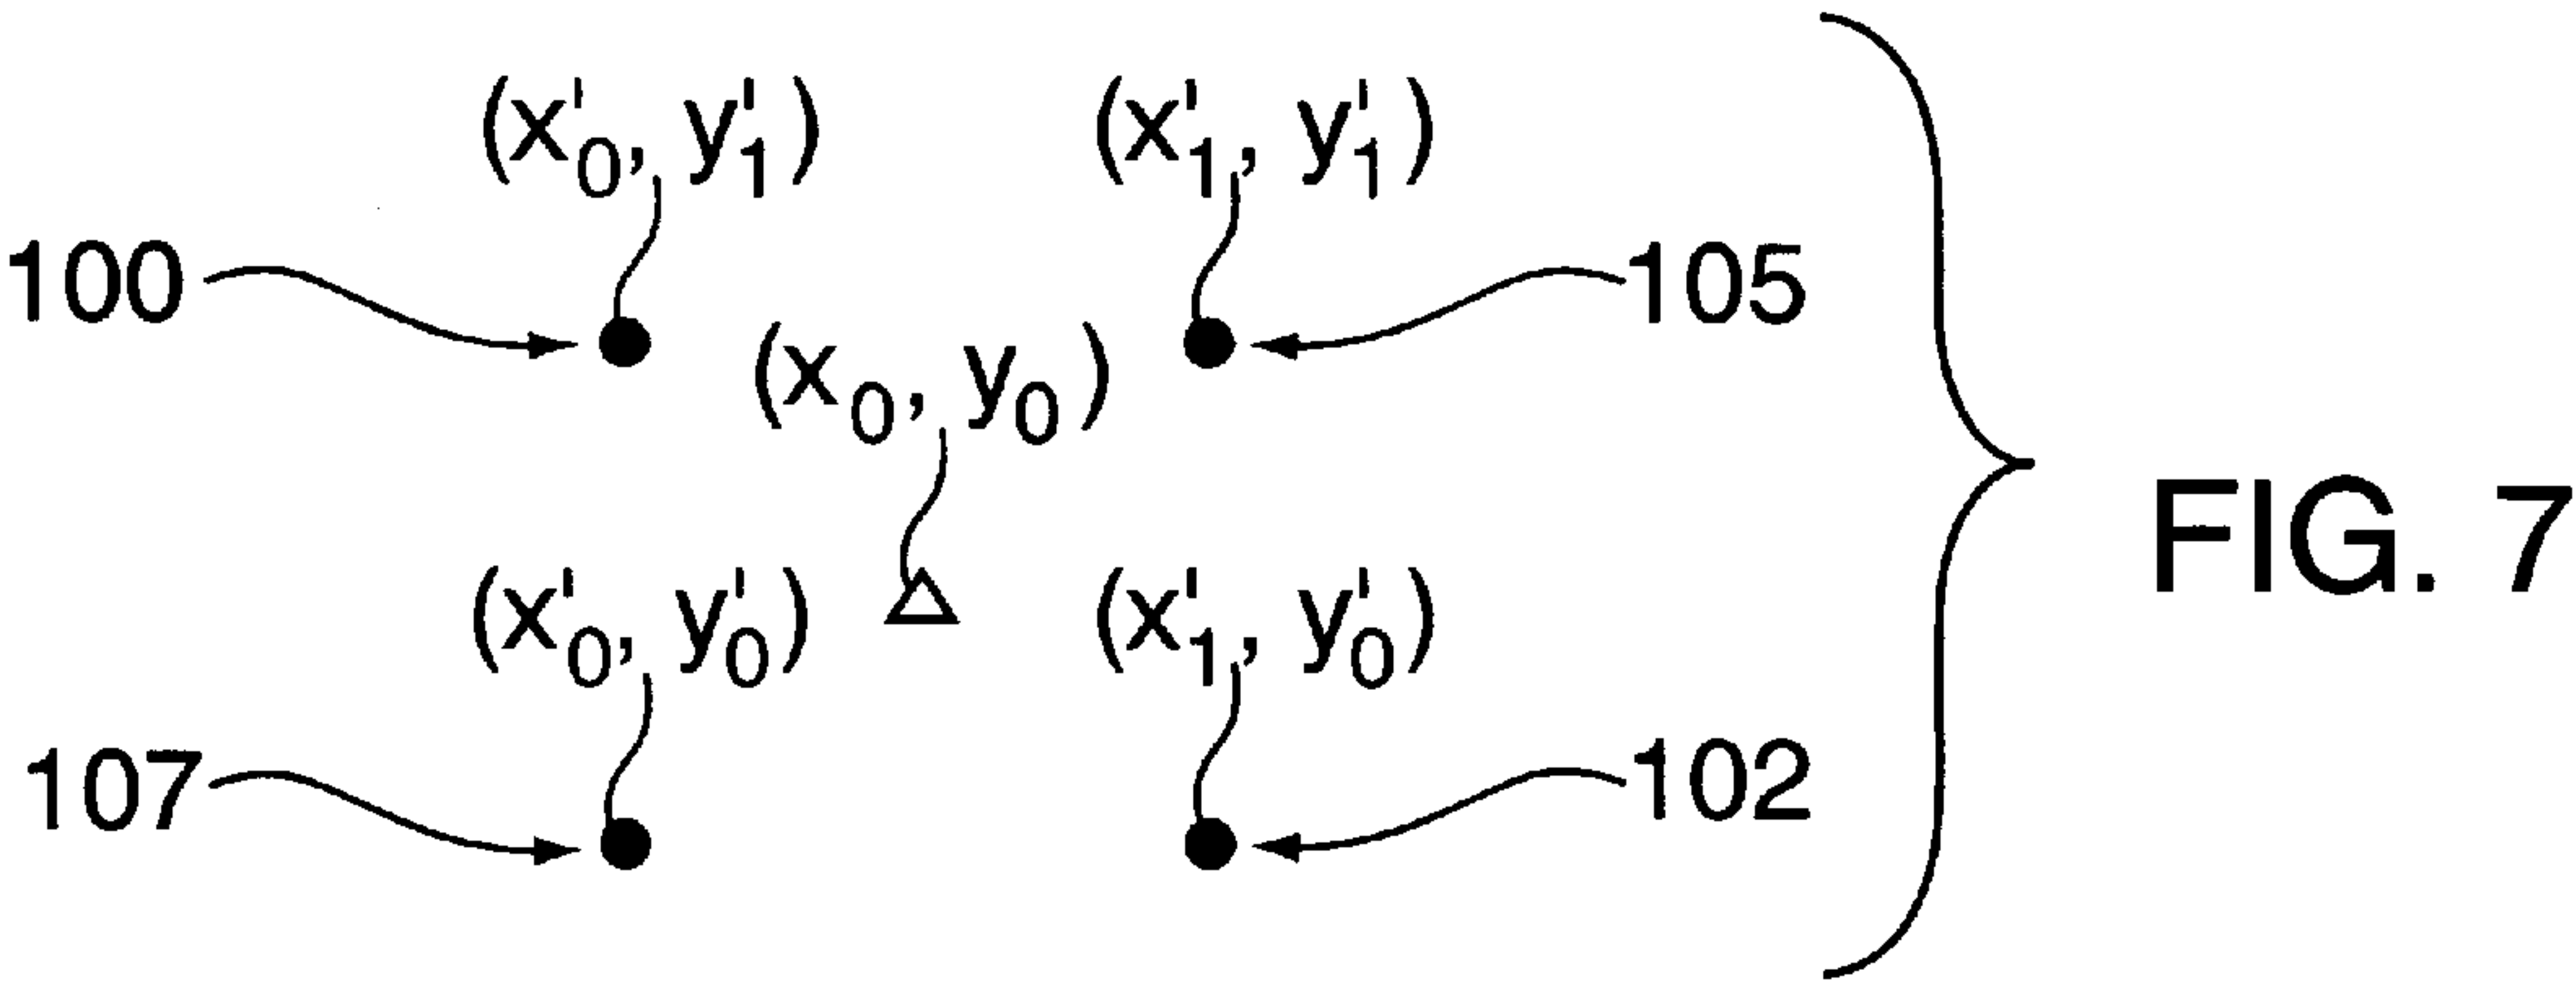 (x'₀, y'₁) (x'₁, y'₁)
100 105
(x₀, y₀)
(x'₀, y'₀) (x'₁, y'₀)
107 102
FIG. 7